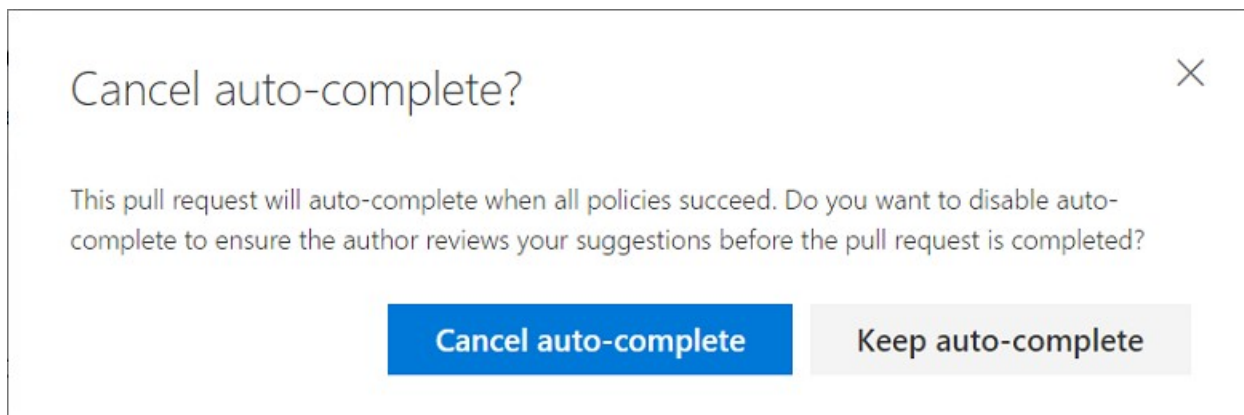 Cancel auto-complete?
This pull request will auto-complete when all policies succeed. Do you want to disable auto-
complete to ensure the author reviews your suggestions before the pull request is completed?
Cancel auto-complete Keep auto-complete